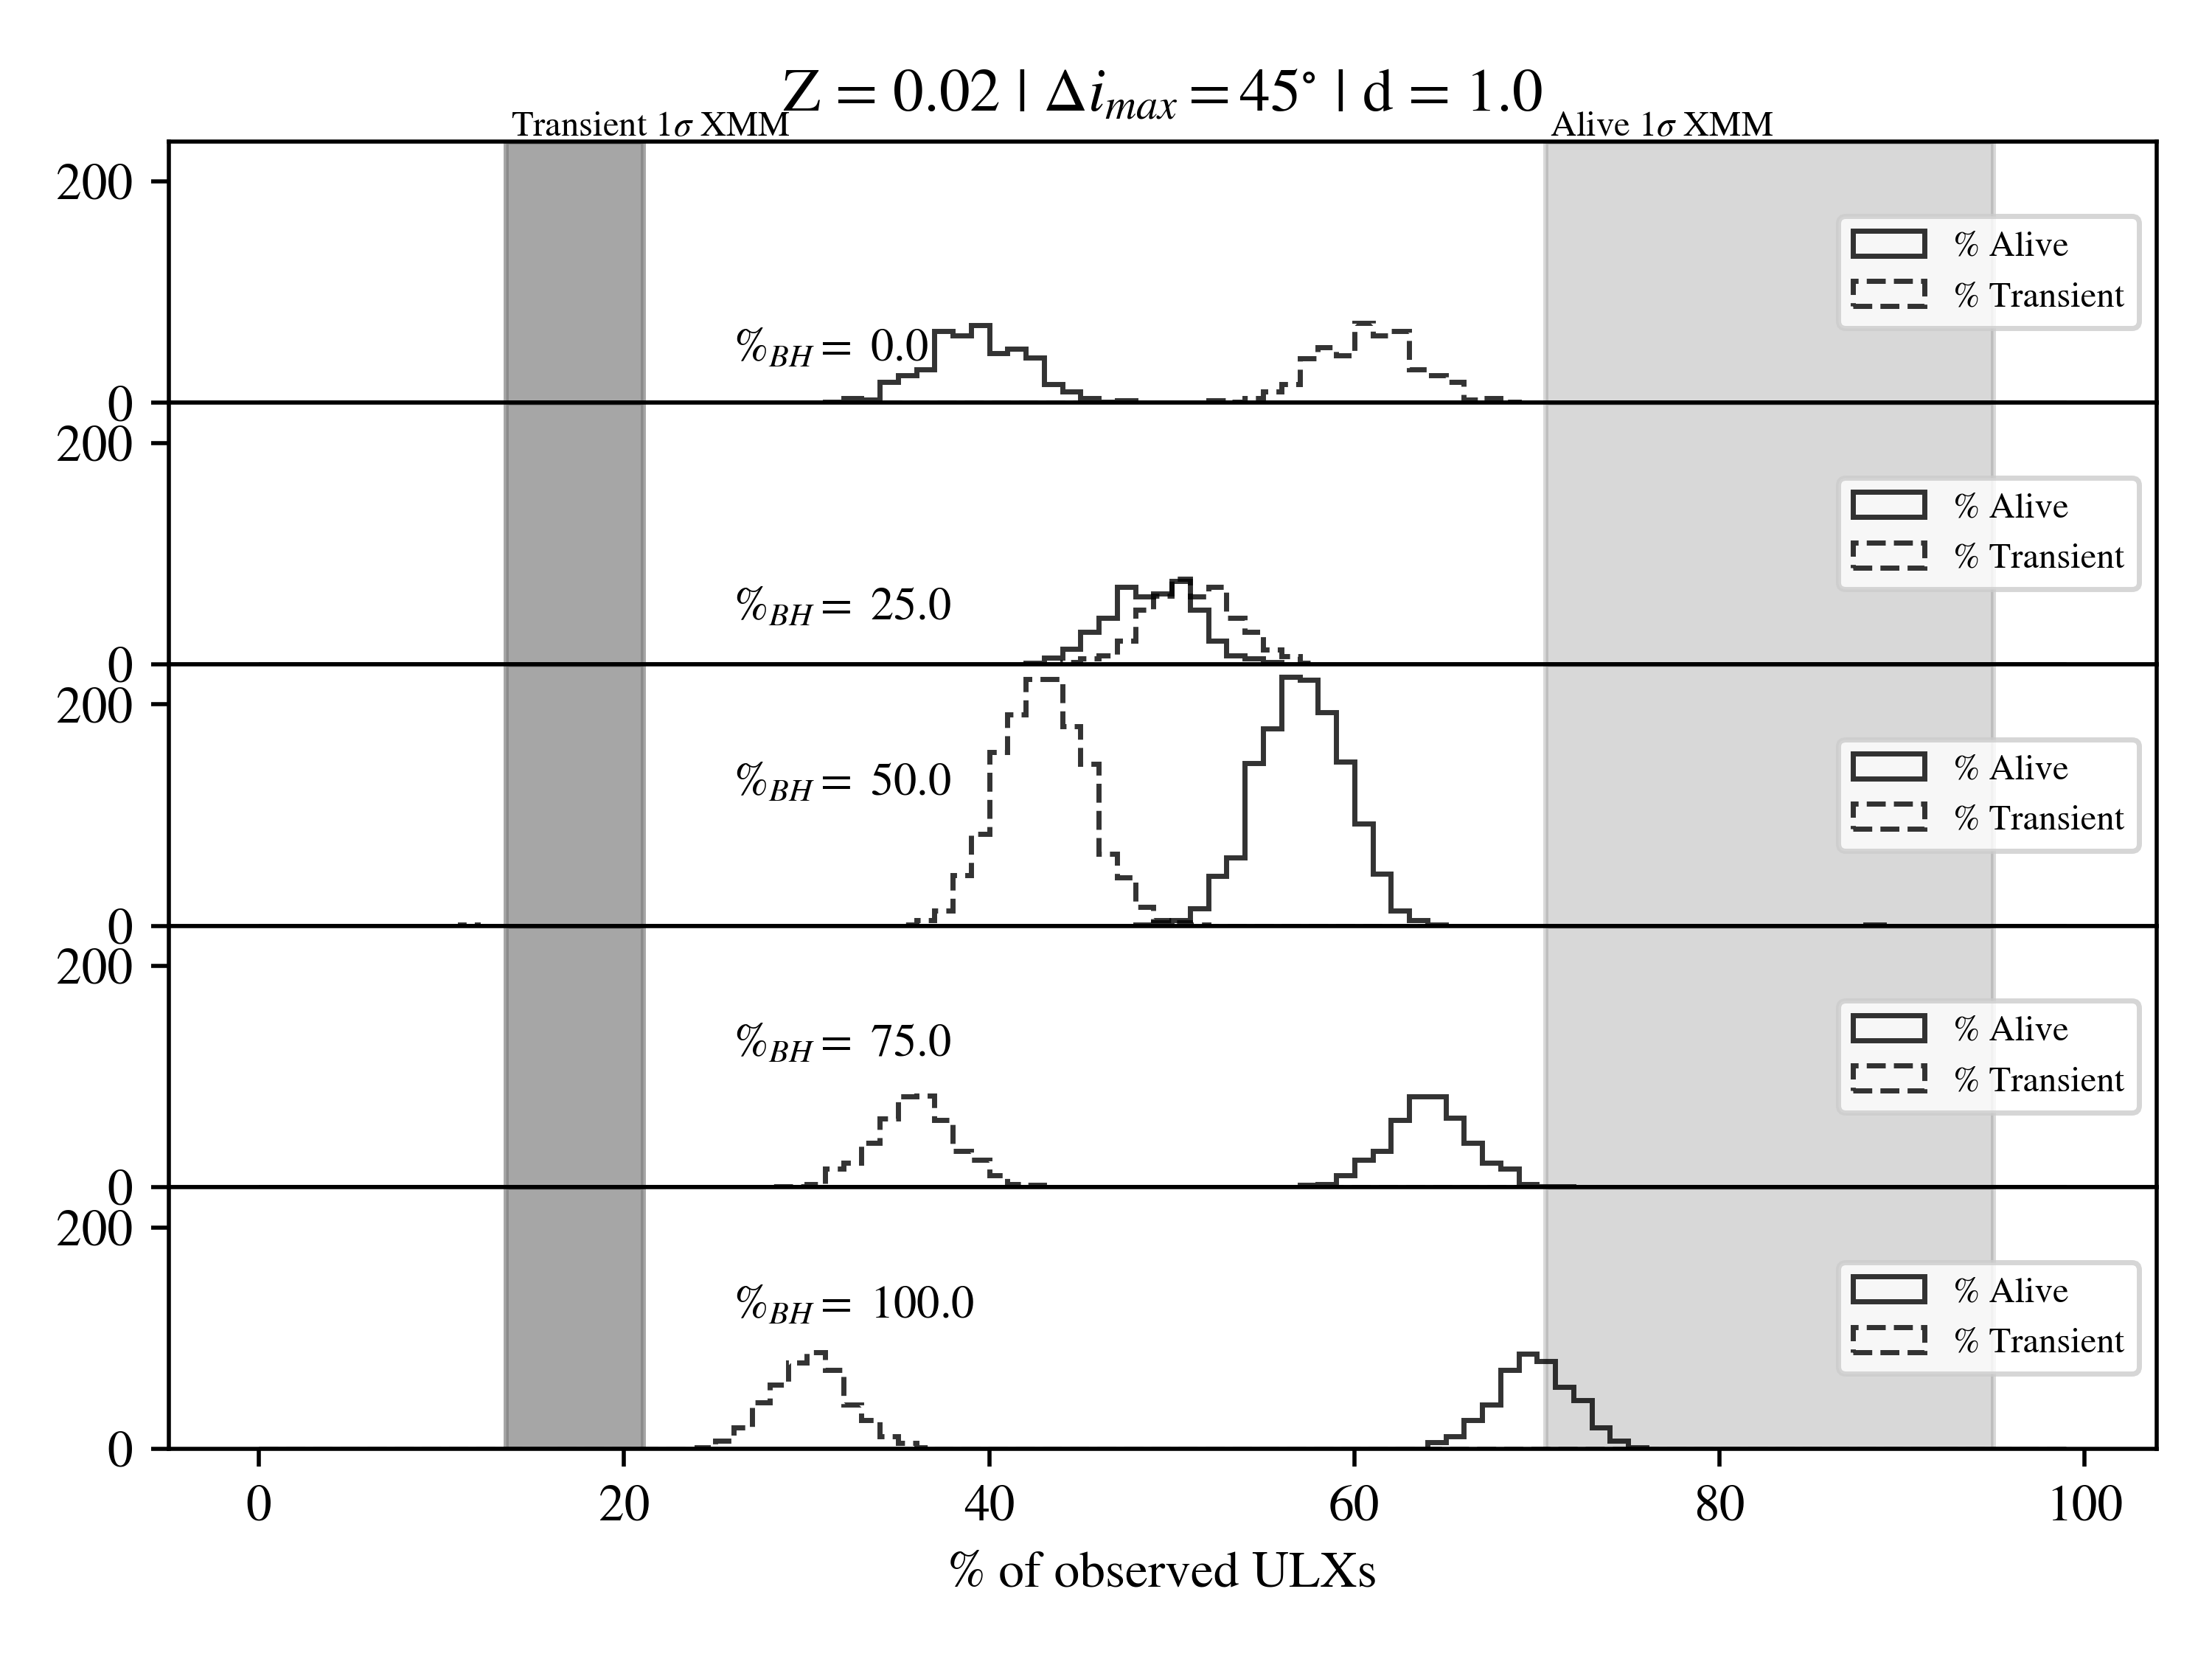 Z = 0.02 | Δi_max = 45° | d = 1.0
Transient 1σ XMM
Alive 1σ XMM
200
% Alive
% Transient
%_BH = 0.0
0
200
% Alive
% Transient
%_BH = 25.0
0
200
% Alive
% Transient
%_BH = 50.0
0
200
% Alive
% Transient
%_BH = 75.0
0
200
% Alive
% Transient
%_BH = 100.0
0
0 20 40 60 80 100
% of observed ULXs